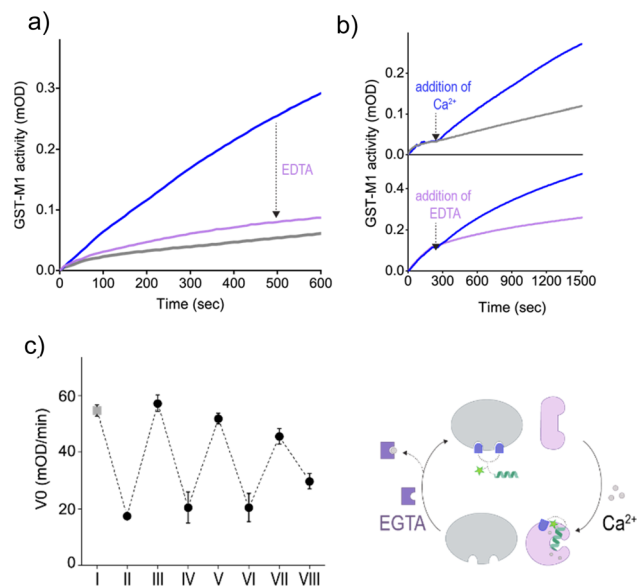 a)
GST-M1 activity (mOD)
0.3
0.2
0.1
0.0
EDTA
0 100 200 300 400 500 600
Time (sec)
b)
GST-M1 activity (mOD)
0.2
0.1
0.0
addition of
Ca²⁺
0.4
0.2
0.0
addition of
EDTA
0 300 600 900 1200 1500
Time (sec)
c)
V0 (mOD/min)
60
40
20
0
I II III IV V VI VII VIII
EGTA
Ca²⁺